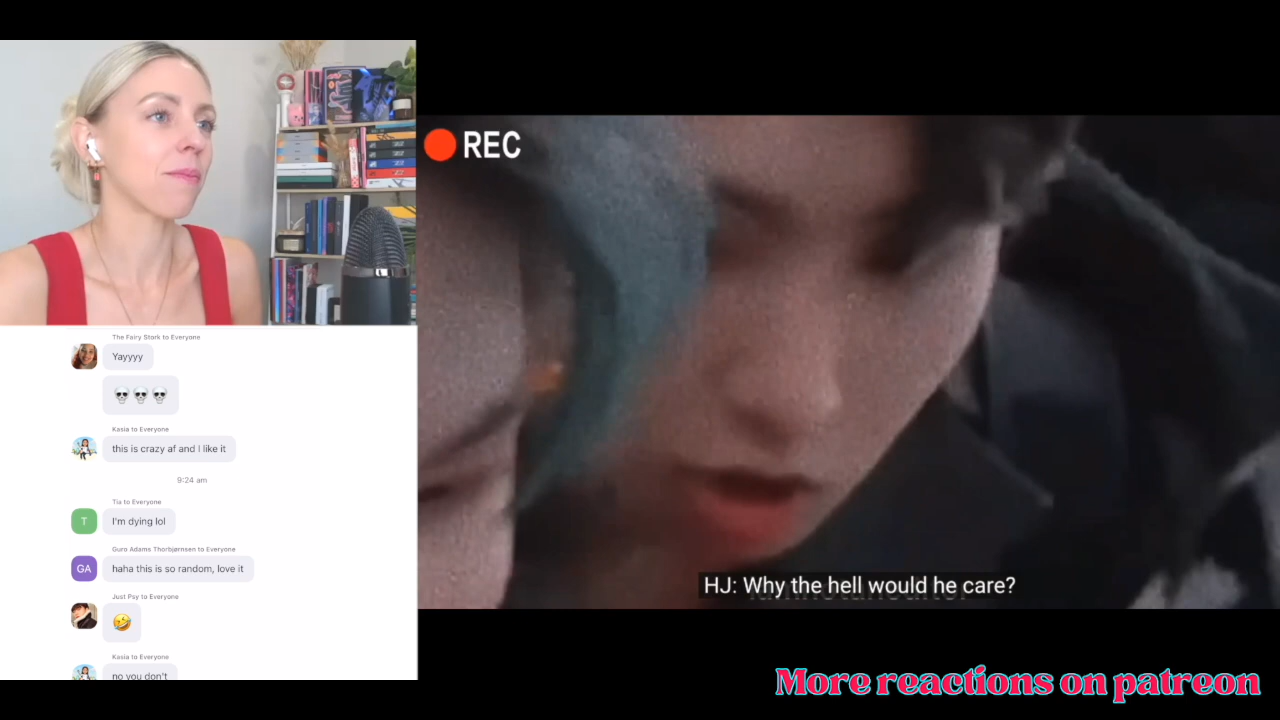 REC
The Fairy Stork to Everyone
Yayyyy
Kasia to Everyone
this is crazy af and I like it
9:24 am
Tia to Everyone
T
I'm dying lol
Guro Adams Thorbjørnsen to Everyone
GA
haha this is so random, love it
Just Psy to Everyone
Kasia to Everyone
no you don't
HJ: Why the hell would he care?
More reactions on patreon